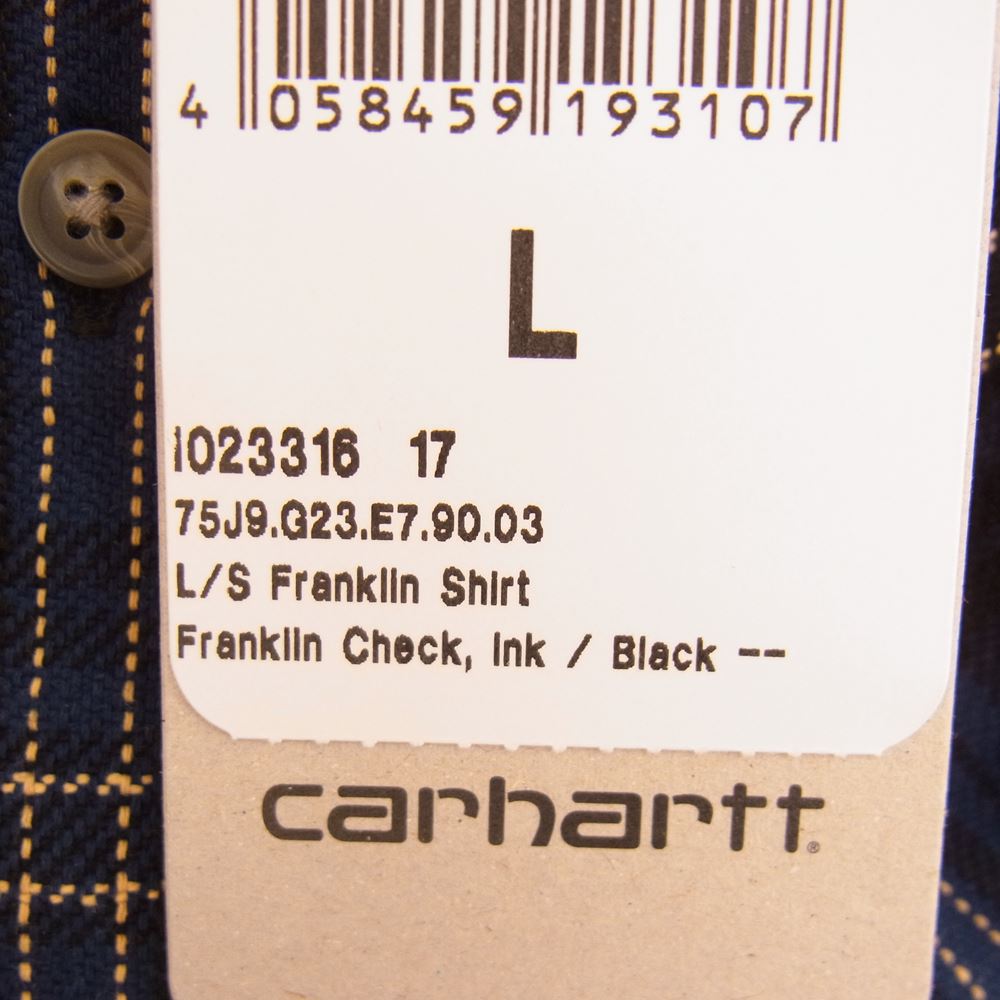 4 058459 193107
L
I023316 17
75J9.G23.E7.90.03
L/S Franklin Shirt
Franklin Check, Ink / Black --
carhartt®